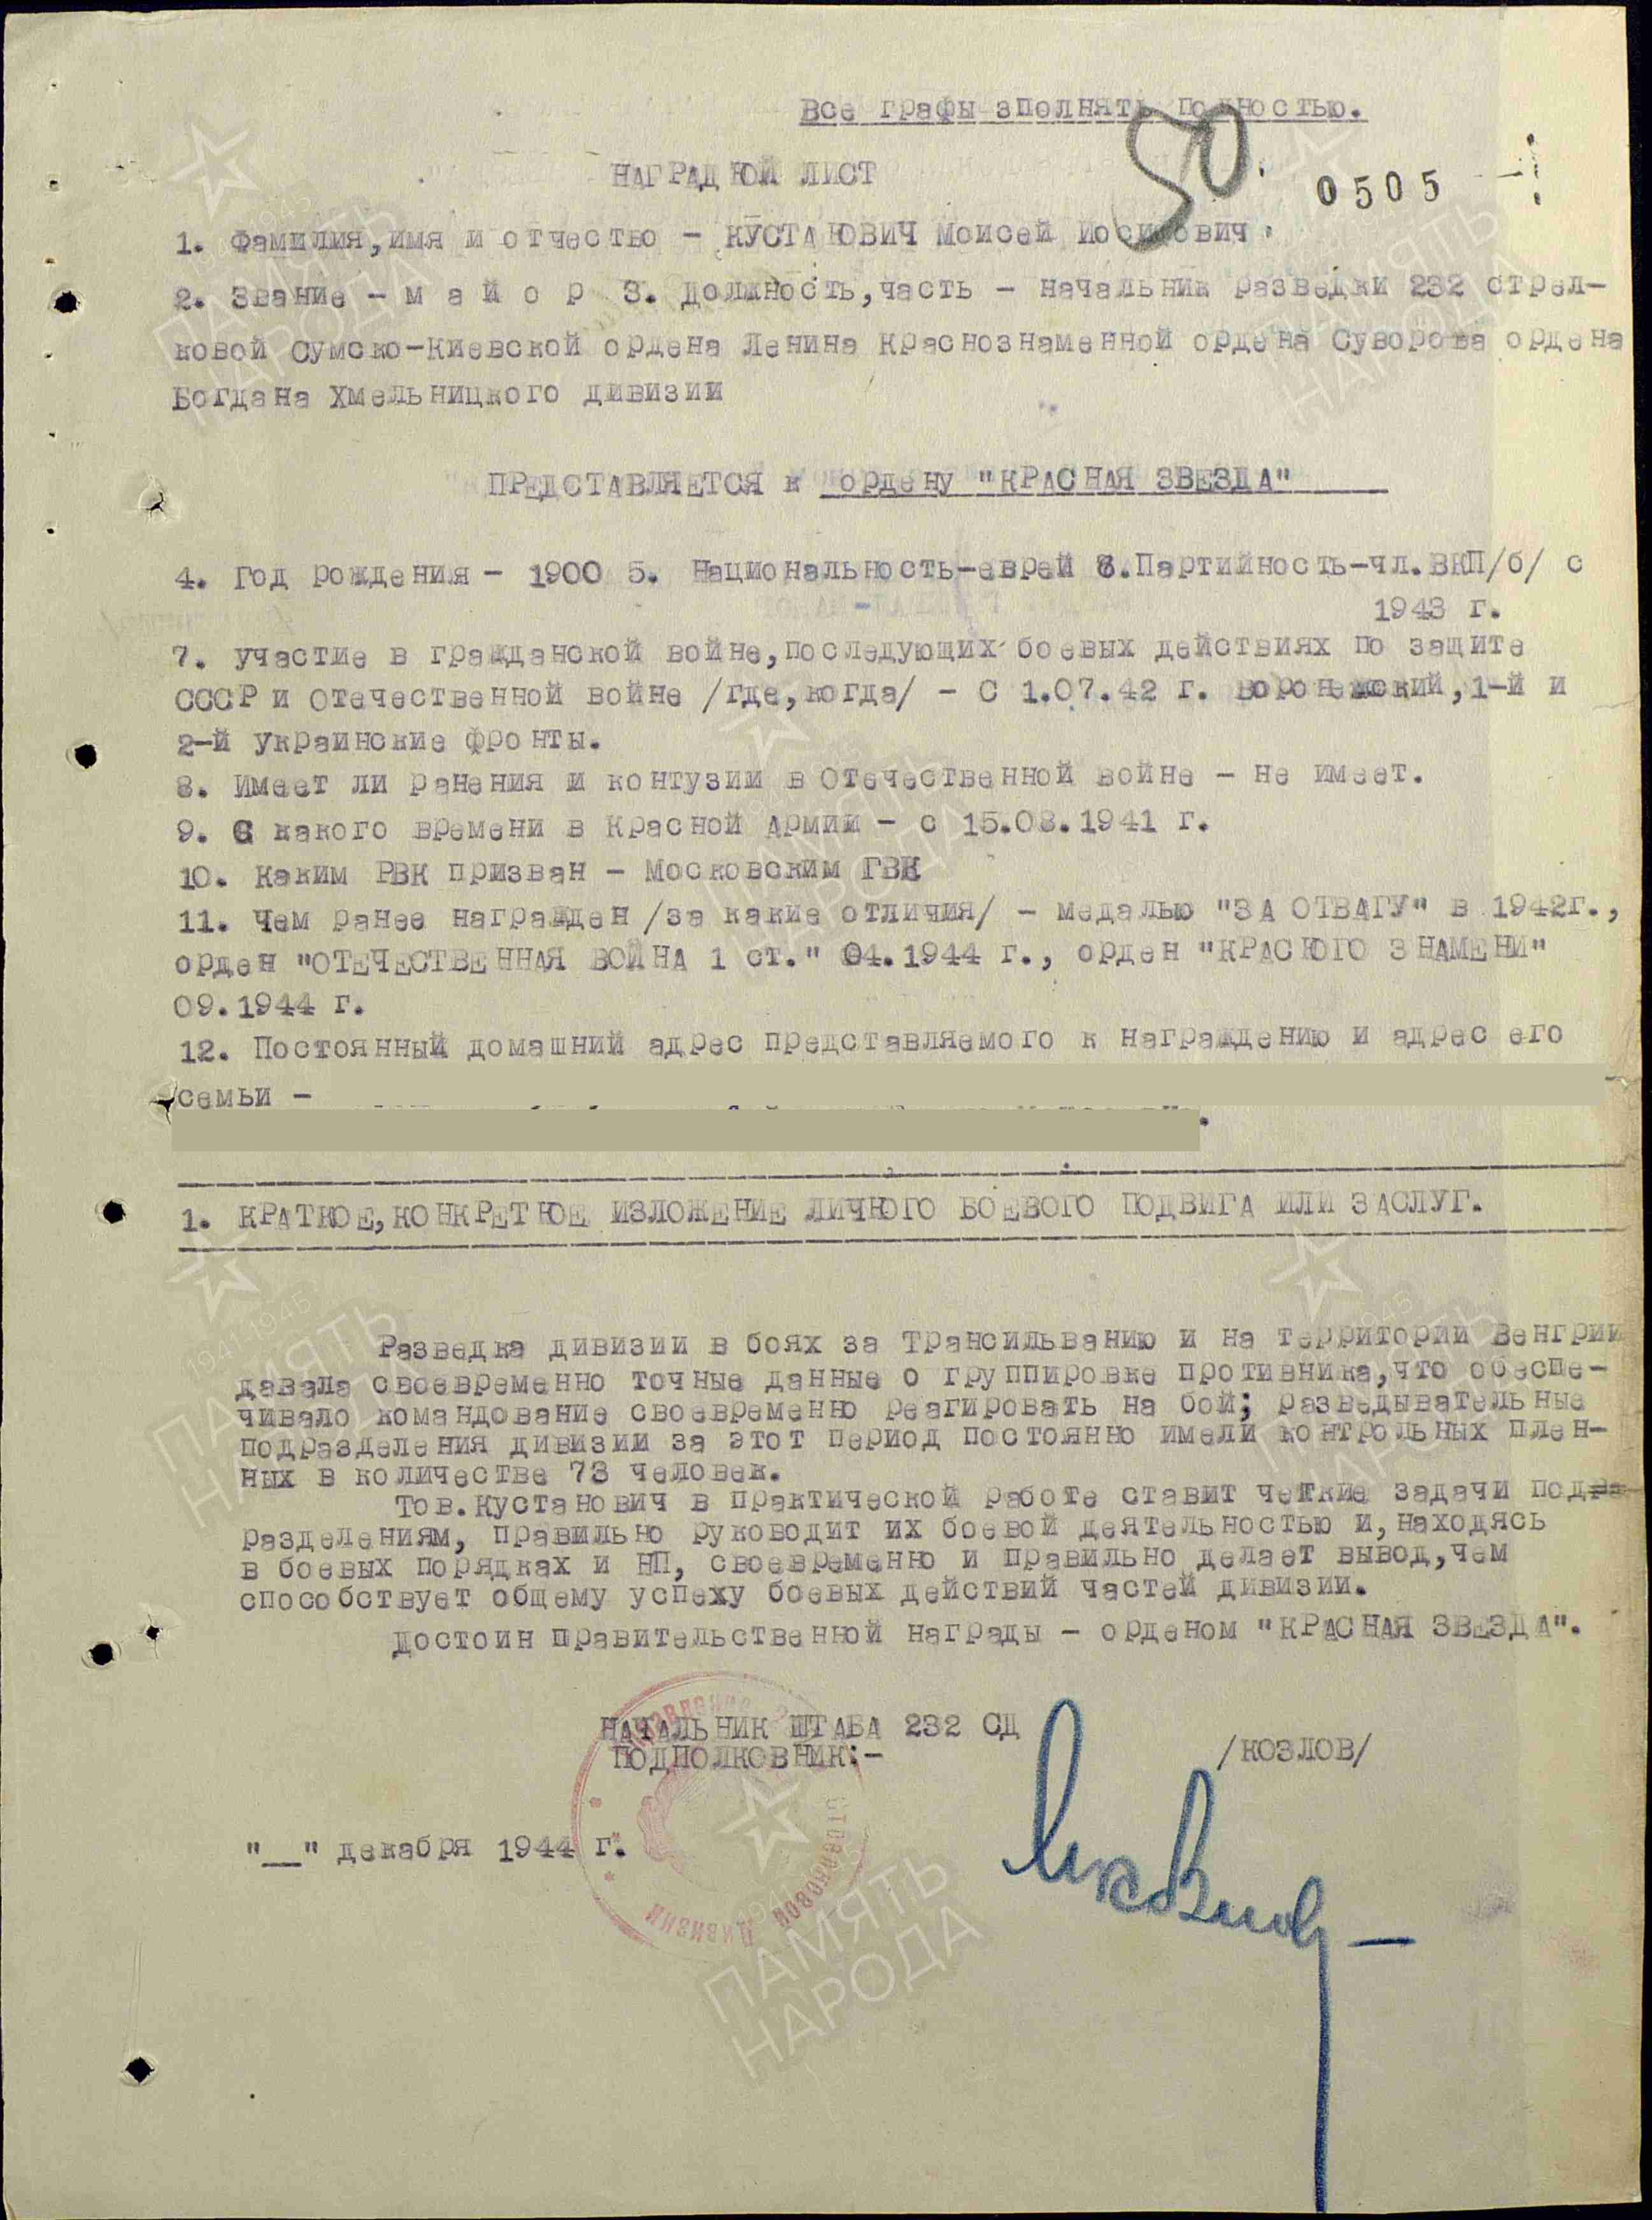 Все графы зполнять полностью.
50.
НАГРАДНОЙ ЛИСТ
0505
1. Фамилия,имя и отчество - КУСТАНОВИЧ Моисей Иосифович.
2. Звание - м а й о р 3. Должность,часть - начальник разведки 232 стрел-
ковой Сумско-Киевской ордена Ленина Краснознаменной ордена Суворова ордена
Богдана Хмельницкого дивизии
ПРЕДСТАВЛЯЕТСЯ к ордену "КРАСНАЯ ЗВЕЗДА"
4. Год рождения - 1900 5. Национальность-еврей 6.Партийность-чл.ВКП/б/ с
1943 г.
7. Участие в гражданской войне,последующих боевых действиях по защите
СССР и Отечественной войне /где,когда/ - С 1.07.42 г. Воронежский,1-й и
2-й Украинские фронты.
8. Имеет ли ранения и контузии в Отечественной войне - не имеет.
9. С какого времени в Красной Армии - с 15.08.1941 г.
10. Каким РВК призван - Московским ГВК
11. Чем ранее награжден /за какие отличия/ - медалью "ЗА ОТВАГУ" в 1942г.,
орден "ОТЕЧЕСТВЕННАЯ ВОЙНА 1 ст." 04.1944 г., орден "КРАСНОГО ЗНАМЕНИ"
09.1944 г.
12. Постоянный домашний адрес представляемого к награждению и адрес его
семьи -
1. КРАТКОЕ,КОНКРЕТНОЕ ИЗЛОЖЕНИЕ ЛИЧНОГО БОЕВОГО ПОДВИГА ИЛИ ЗАСЛУГ.
Разведка дивизии в боях за Трансильванию и на территории Венгрии
давала своевременно точные данные о группировке противника,что обеспе-
чивало командование своевременно реагировать на бой; разведывательные
подразделения дивизии за этот период постоянно имели контрольных плен-
ных в количестве 73 человек.
Тов.Кустанович в практической работе ставит четкие задачи подра
разделениям, правильно руководит их боевой деятельностью и,находясь
в боевых порядках и НП, своевременно и правильно делает вывод,чем
способствует общему успеху боевых действий частей дивизии.
Достоин правительственной награды - орденом "КРАСНАЯ ЗВЕЗДА".
НАЧАЛЬНИК ШТАБА 232 СД
ПОДПОЛКОВНИК:-
/КОЗЛОВ/
"__" декабря 1944 г.
Управление
Стрелковой
Дивизии
1941-1945
ПАМЯТЬ
НАРОДА